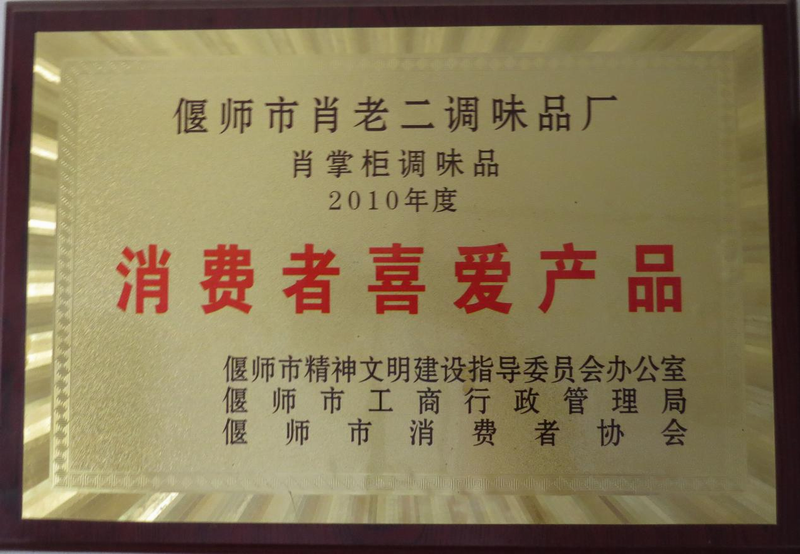 偃师市肖老二调味品厂
肖掌柜调味品
2010年度
消费者喜爱产品
偃师市精神文明建设指导委员会办公室
偃师市工商行政管理局
偃师市消费者协会